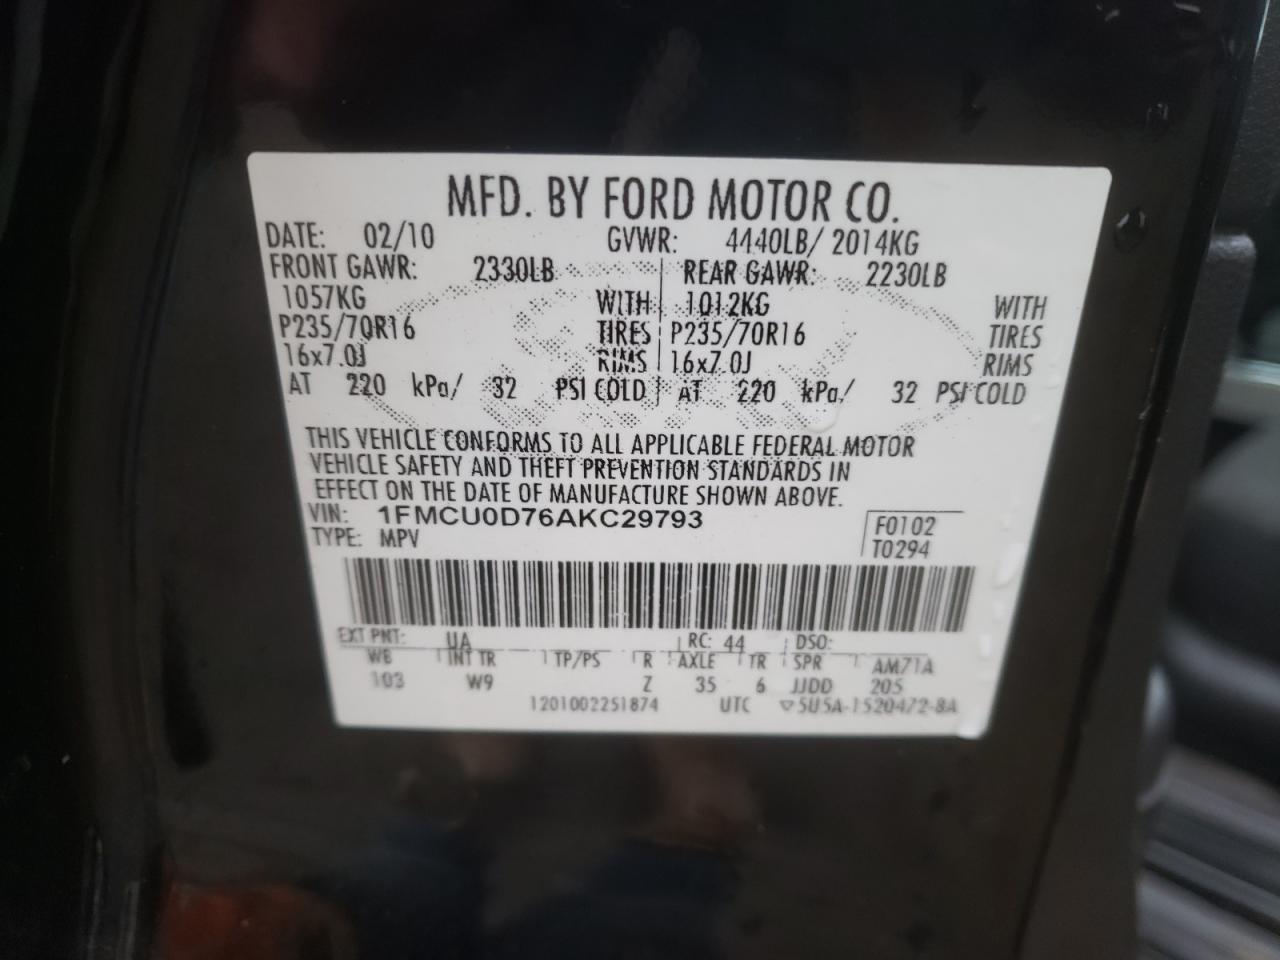 MFD. BY FORD MOTOR CO.
DATE: 02/10 GVWR: 4440LB/ 2014KG
FRONT GAWR: 2330LB REAR GAWR: 2230LB
1057KG WITH 1012KG WITH
P235/70R16 TIRES P235/70R16 TIRES
16x7.0J RIMS 16x7.0J RIMS
AT 220 kPa/ 32 PSI COLD AT 220 kPa/ 32 PSI COLD
THIS VEHICLE CONFORMS TO ALL APPLICABLE FEDERAL MOTOR
VEHICLE SAFETY AND THEFT PREVENTION STANDARDS IN
EFFECT ON THE DATE OF MANUFACTURE SHOWN ABOVE.
VIN: 1FMCU0D76AKC29793 F0102
TYPE: MPV T0294
EXT PNT: UA RC: 44 DSO:
WB INT TR TP/PS R AXLE TR SPR AM71A
103 W9 Z 35 6 JJDD 205
1201002251874 UTC ▽5U5A-1520472-BA